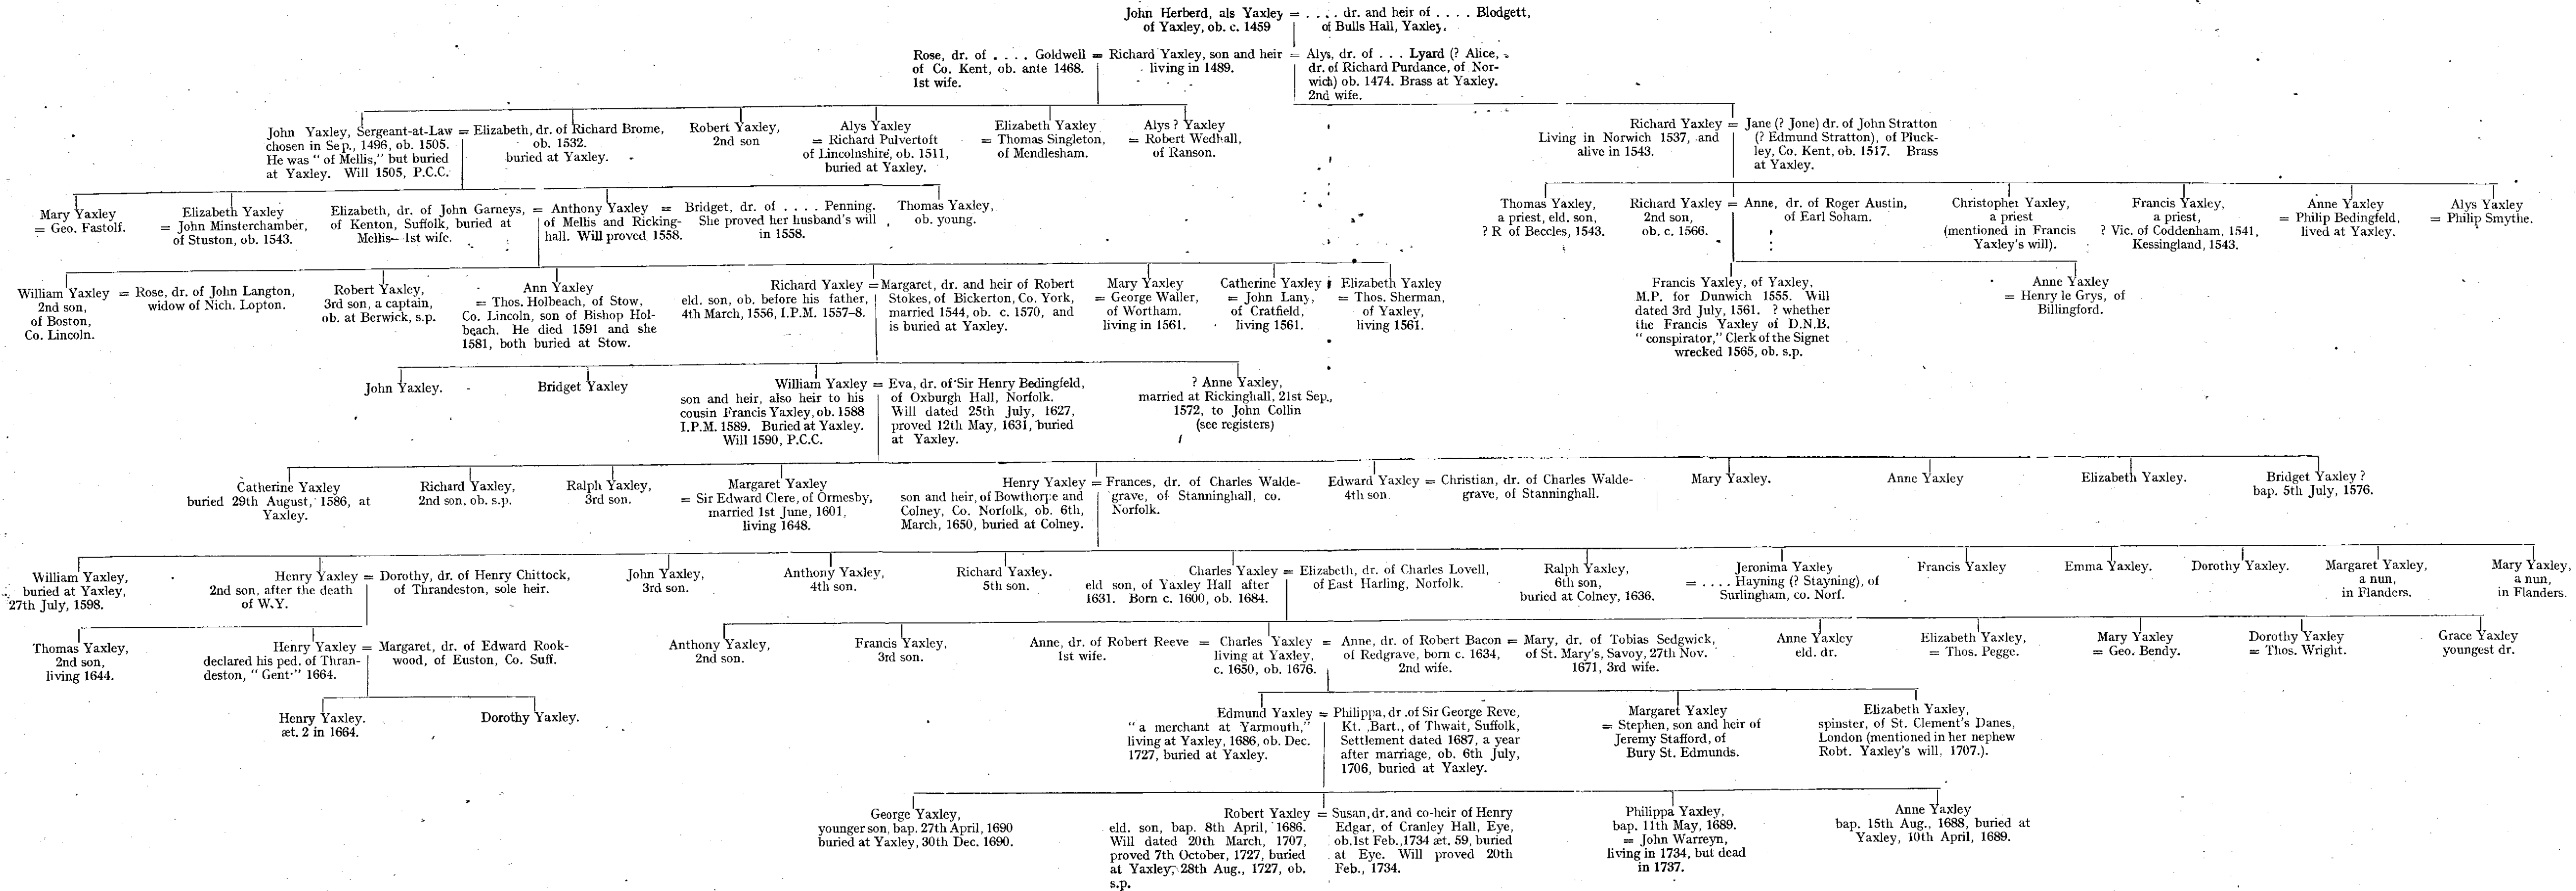 John Herberd, als Yaxley = . . . . dr. and heir of . . . . Blodgett,
of Yaxley, ob. c. 1459
of Bulls Hall, Yaxley.
Rose, dr. of . . . . Goldwell = Richard Yaxley, son and heir = Alys, dr. of . . . Lyard (? Alice,
of Co. Kent, ob. ante 1468.
1st wife.
living in 1489.
dr. of Richard Purdance, of Nor-
wich) ob. 1474. Brass at Yaxley.
2nd wife.
John Yaxley, Sergeant-at-Law = Elizabeth, dr. of Richard Brome,
chosen in Sep., 1496, ob. 1505.
He was "of Mellis," but buried
at Yaxley. Will 1505, P.C.C.
ob. 1532.
buried at Yaxley.
Robert Yaxley,
2nd son
Alys Yaxley
= Richard Pulvertoft
of Lincolnshire, ob. 1511,
buried at Yaxley.
Elizabeth Yaxley
= Thomas Singleton,
of Mendlesham.
Alys ? Yaxley
= Robert Wedhall,
of Ranson.
Richard Yaxley = Jane (? Jone) dr. of John Stratton
Living in Norwich 1537, and
alive in 1543.
(? Edmund Stratton), of Pluck-
ley, Co. Kent, ob. 1517. Brass
at Yaxley.
Mary Yaxley
= Geo. Fastolf.
Elizabeth Yaxley
= John Minsterchamber,
of Stuston, ob. 1543.
Elizabeth, dr. of John Garneys, = Anthony Yaxley = Bridget, dr. of . . . . Penning.
of Kenton, Suffolk, buried at
Mellis—1st wife.
of Mellis and Ricking-
hall. Will proved 1558.
She proved her husband's will
in 1558.
Thomas Yaxley,
ob. young.
Thomas Yaxley,
a priest, eld. son,
? R of Beccles, 1543.
Richard Yaxley = Anne, dr. of Roger Austin,
2nd son,
ob. c. 1566.
of Earl Soham.
Christopher Yaxley,
a priest
(mentioned in Francis
Yaxley's will).
Francis Yaxley,
a priest,
? Vic. of Coddenham, 1541,
Kessingland, 1543.
Anne Yaxley
= Philip Bedingfeld,
lived at Yaxley.
Alys Yaxley
= Philip Smythe.
William Yaxley = Rose, dr. of John Langton,
2nd son,
of Boston,
Co. Lincoln.
widow of Nich. Lopton.
Robert Yaxley,
3rd son, a captain,
ob. at Berwick, s.p.
Ann Yaxley
= Thos. Holbeach, of Stow,
Co. Lincoln, son of Bishop Hol-
beach. He died 1591 and she
1581, both buried at Stow.
Richard Yaxley = Margaret, dr. and heir of Robert
eld. son, ob. before his father,
4th March, 1556, I.P.M. 1557–8.
Stokes, of Bickerton, Co. York,
married 1544, ob. c. 1570, and
is buried at Yaxley.
Mary Yaxley
= George Waller,
of Wortham.
living in 1561.
Catherine Yaxley
= John Lany,
of Cratfield,
living 1561.
Elizabeth Yaxley
= Thos. Sherman,
of Yaxley,
living 1561.
Francis Yaxley, of Yaxley,
M.P. for Dunwich 1555. Will
dated 3rd July, 1561. ? whether
the Francis Yaxley of D.N.B.
"conspirator," Clerk of the Signet
wrecked 1565, ob. s.p.
Anne Yaxley
= Henry le Grys, of
Billingford.
John Yaxley.
Bridget Yaxley
William Yaxley = Eva, dr. of Sir Henry Bedingfeld,
son and heir, also heir to his
cousin Francis Yaxley, ob. 1588
I.P.M. 1589. Buried at Yaxley.
Will 1590, P.C.C.
of Oxburgh Hall, Norfolk.
Will dated 25th July, 1627,
proved 12th May, 1631, buried
at Yaxley.
? Anne Yaxley,
married at Rickinghall, 21st Sep.,
1572, to John Collin
(see registers)
Catherine Yaxley
buried 29th August, 1586, at
Yaxley.
Richard Yaxley,
2nd son, ob. s.p.
Ralph Yaxley,
3rd son.
Margaret Yaxley
= Sir Edward Clere, of Ormesby,
married 1st June, 1601,
living 1648.
Henry Yaxley = Frances, dr. of Charles Walde-
son and heir, of Bowthorpe and
Colney, Co. Norfolk, ob. 6th,
March, 1650, buried at Colney.
grave, of Stanninghall, co.
Norfolk.
Edward Yaxley = Christian, dr. of Charles Walde-
4th son.
grave, of Stanninghall.
Mary Yaxley.
Anne Yaxley
Elizabeth Yaxley.
Bridget Yaxley ?
bap. 5th July, 1576.
William Yaxley,
buried at Yaxley,
27th July, 1598.
Henry Yaxley = Dorothy, dr. of Henry Chittock,
2nd son, after the death
of W.Y.
of Thrandeston, sole heir.
John Yaxley,
3rd son.
Anthony Yaxley,
4th son.
Richard Yaxley.
5th son.
Charles Yaxley = Elizabeth, dr. of Charles Lovell,
eld son, of Yaxley Hall after
1631. Born c. 1600, ob. 1684.
of East Harling, Norfolk.
Ralph Yaxley,
6th son,
buried at Colney, 1636.
Jeronima Yaxley
= . . . . Hayning (? Stayning), of
Surlingham, co. Norf.
Francis Yaxley
Emma Yaxley.
Dorothy Yaxley.
Margaret Yaxley,
a nun,
in Flanders.
Mary Yaxley,
a nun,
in Flanders.
Thomas Yaxley,
2nd son,
living 1644.
Henry Yaxley = Margaret, dr. of Edward Rook-
declared his ped. of Thran-
deston, "Gent." 1664.
wood, of Euston, Co. Suff.
Anthony Yaxley,
2nd son.
Francis Yaxley,
3rd son.
Anne, dr. of Robert Reeve = Charles Yaxley = Anne, dr. of Robert Bacon = Mary, dr. of Tobias Sedgwick,
1st wife.
living at Yaxley,
c. 1650, ob. 1676.
of Redgrave, born c. 1634,
2nd wife.
of St. Mary's, Savoy, 27th Nov.
1671, 3rd wife.
Anne Yaxley
eld. dr.
Elizabeth Yaxley,
= Thos. Pegge.
Mary Yaxley
= Geo. Bendy.
Dorothy Yaxley
= Thos. Wright.
Grace Yaxley
youngest dr.
Henry Yaxley.
æt. 2 in 1664.
Dorothy Yaxley.
Edmund Yaxley = Philippa, dr. of Sir George Reve,
"a merchant at Yarmouth,"
living at Yaxley, 1686, ob. Dec.
1727, buried at Yaxley.
Kt. ,Bart., of Thwait, Suffolk,
Settlement dated 1687, a year
after marriage, ob. 6th July,
1706, buried at Yaxley.
Margaret Yaxley
= Stephen, son and heir of
Jeremy Stafford, of
Bury St. Edmunds.
Elizabeth Yaxley,
spinster, of St. Clement's Danes,
London (mentioned in her nephew
Robt. Yaxley's will, 1707.).
George Yaxley,
younger son, bap. 27th April, 1690
buried at Yaxley, 30th Dec. 1690.
Robert Yaxley = Susan, dr. and co-heir of Henry
eld. son, bap. 8th April, 1686.
Will dated 20th March, 1707,
proved 7th October, 1727, buried
at Yaxley, 28th Aug., 1727, ob.
s.p.
Edgar, of Cranley Hall, Eye,
ob. 1st Feb., 1734 æt. 59, buried
at Eye. Will proved 20th
Feb., 1734.
Philippa Yaxley,
bap. 11th May, 1689.
= John Warreyn,
living in 1734, but dead
in 1737.
Anne Yaxley
bap. 15th Aug., 1688, buried at
Yaxley, 10th April, 1689.